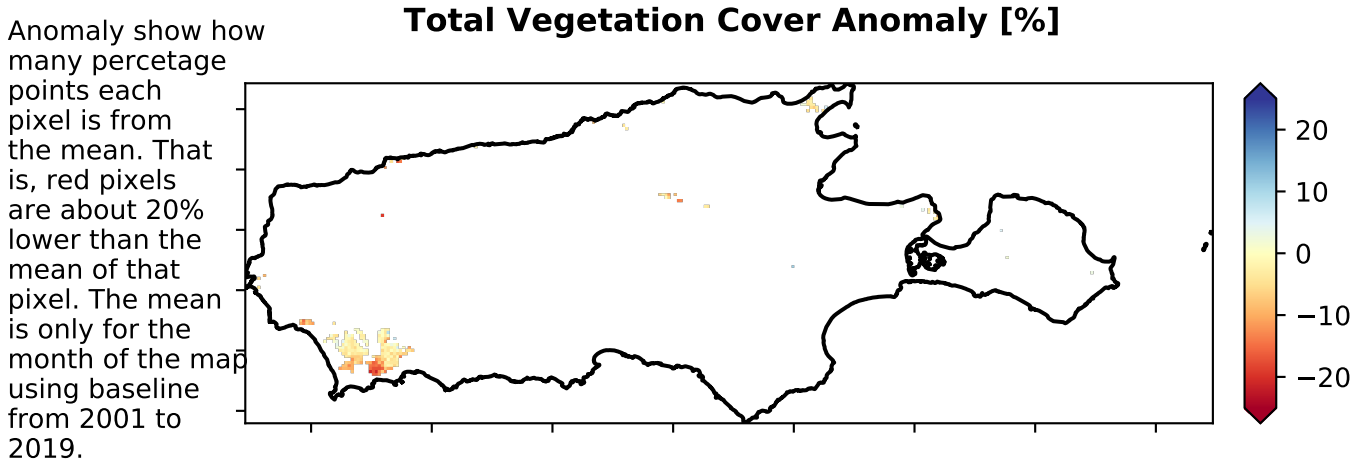 Total Vegetation Cover Anomaly [%]
Anomaly show how
many percetage
points each
pixel is from
the mean. That
is, red pixels
are about 20%
lower than the
mean of that
pixel. The mean
is only for the
month of the map
using baseline
from 2001 to
2019.
20
10
0
−10
−20